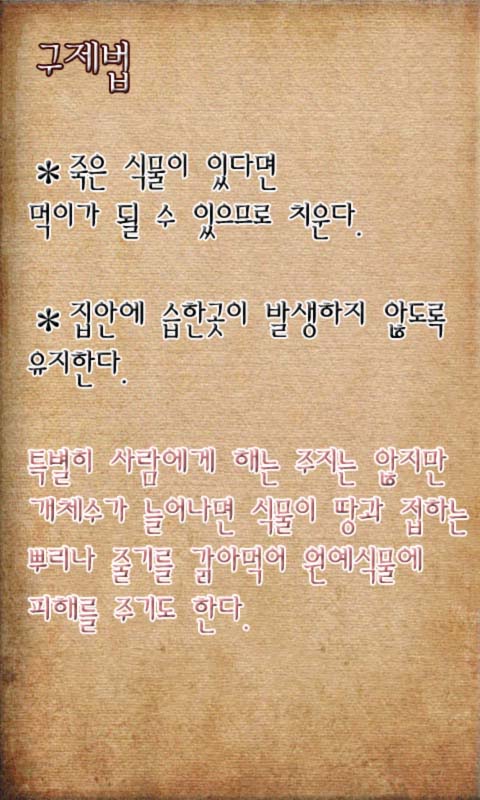 구제법
* 죽은 식물이 있다면
먹이가 될 수 있으므로 치운다.
* 집안에 습한곳이 발생하지 않도록
유지한다.
특별히 사람에게 해는 주지는 않지만
개체수가 늘어나면 식물이 땅과 접하는
뿌리나 줄기를 갉아먹어 원예식물에
피해를 주기도 한다.